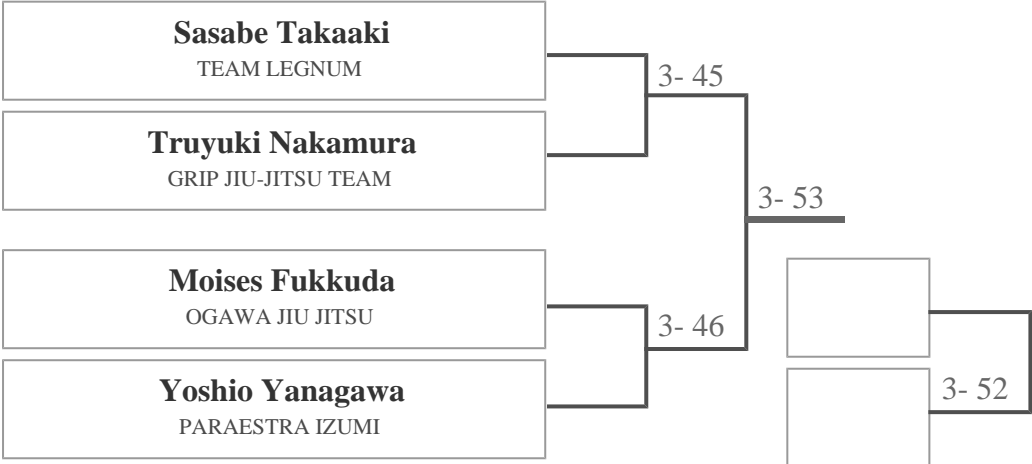 Sasabe Takaaki
TEAM LEGNUM
3- 45
Truyuki Nakamura
GRIP JIU-JITSU TEAM
3- 53
Moises Fukkuda
OGAWA JIU JITSU
3- 46
Yoshio Yanagawa
PARAESTRA IZUMI
3- 52